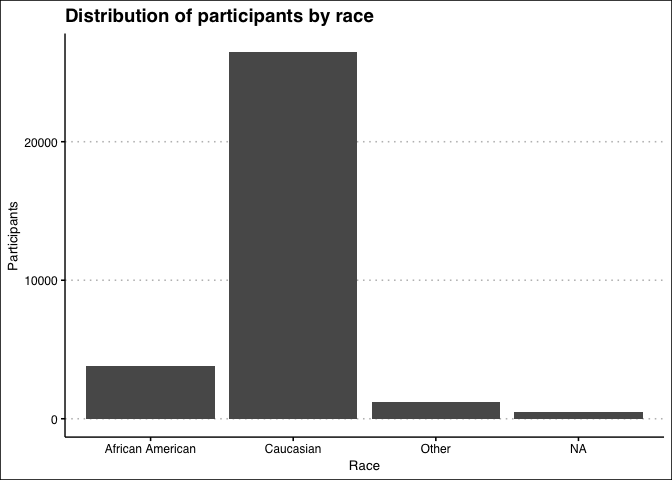 Distribution of participants by race
Participants
20000
10000
0
African American Caucasian Other NA
Race